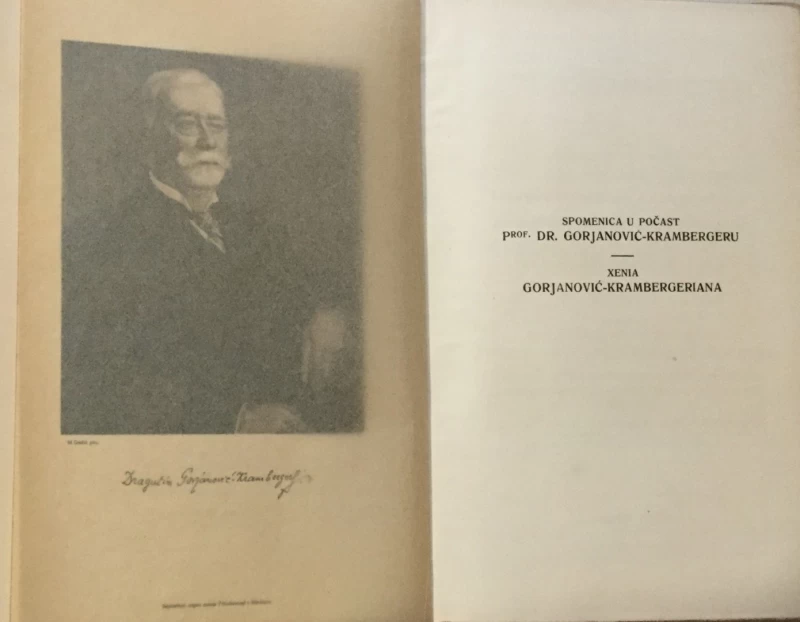 Dragutin Gorjanović-Kramberger
SPOMENICA U POČAST
PROF. DR. GORJANOVIĆ-KRAMBERGERU
XENIA
GORJANOVIĆ-KRAMBERGERIANA